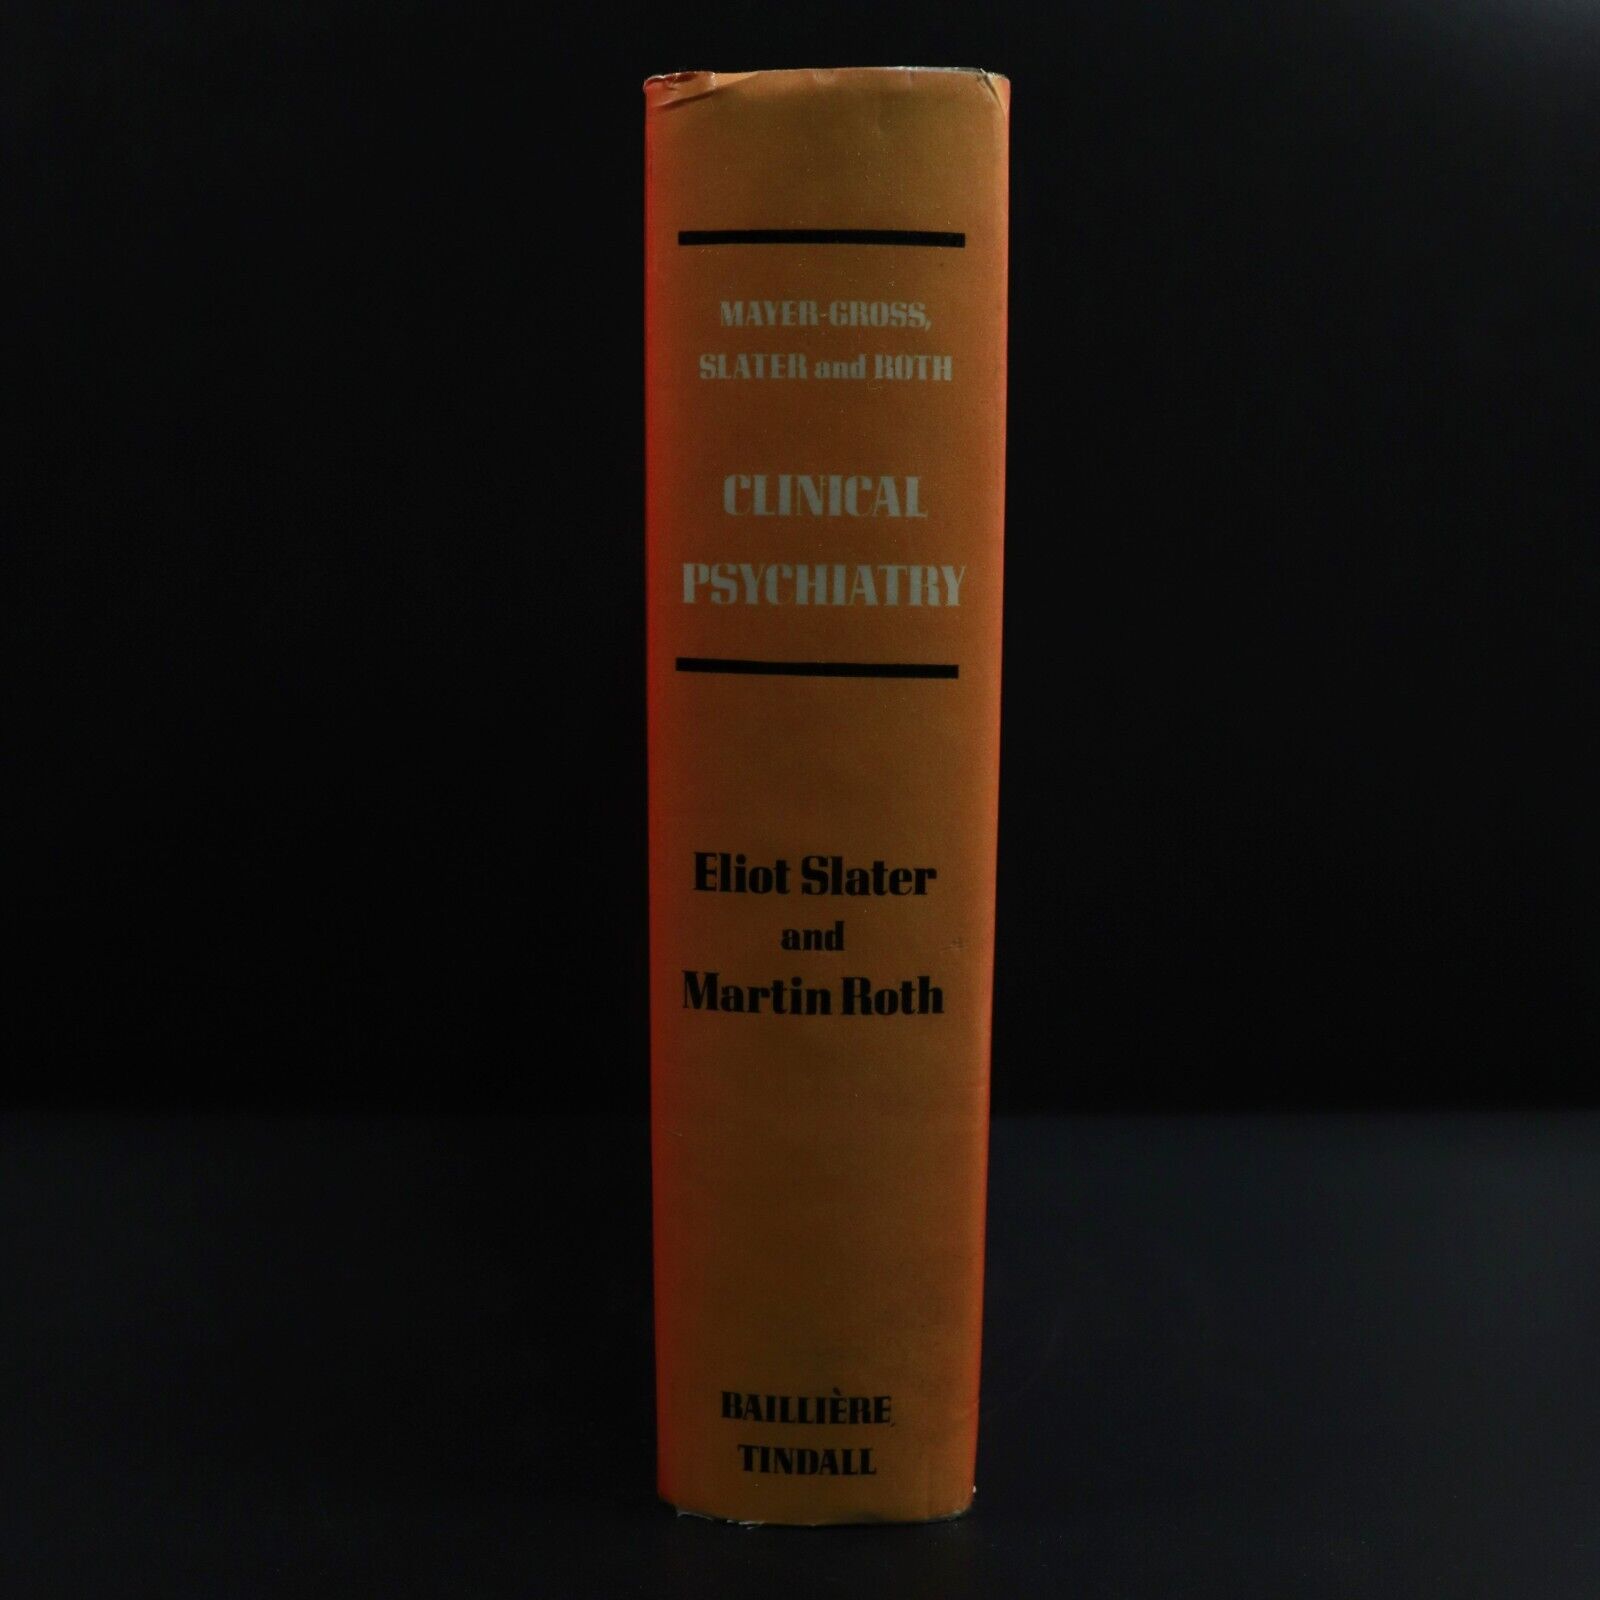 MAYER-GROSS,
SLATER and ROTH
CLINICAL
PSYCHIATRY
Eliot Slater
and
Martin Roth
BAILLIÈRE,
TINDALL